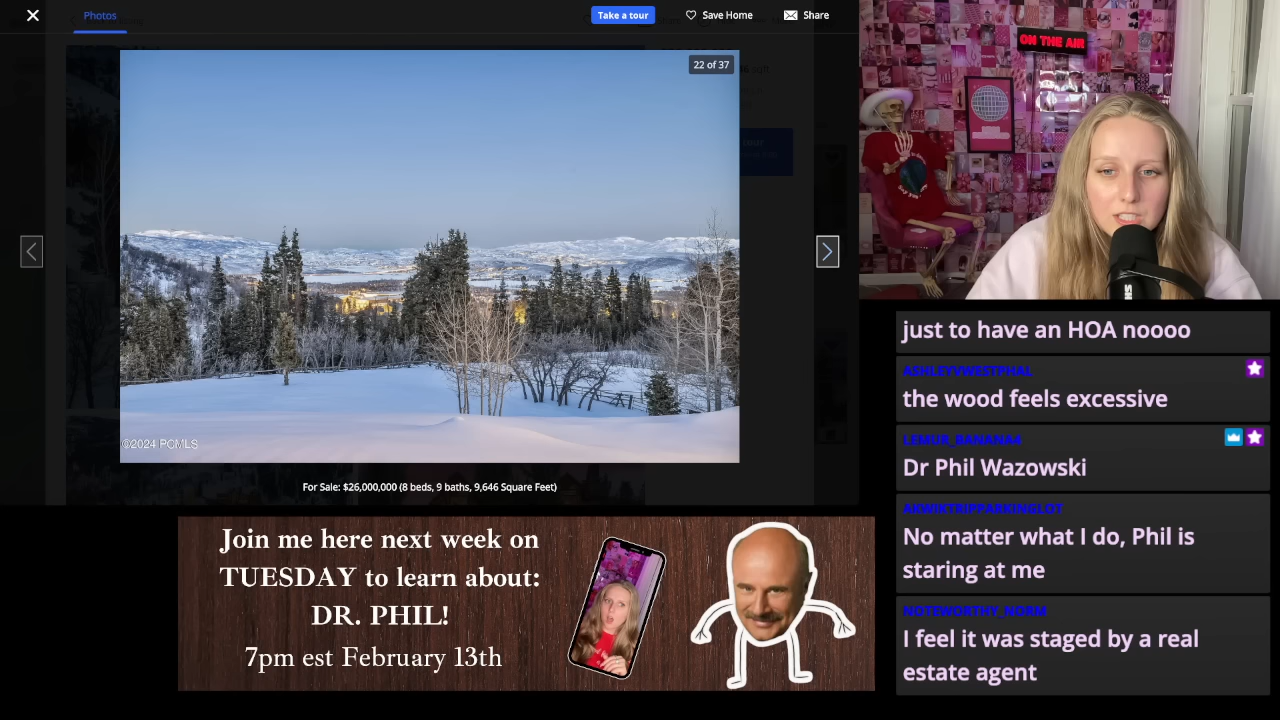 Photos
Take a tour
Save Home
Share
22 of 37
©2024 PCMLS
For Sale: $26,000,000 (8 beds, 9 baths, 9,646 Square Feet)
ON THE AIR
just to have an HOA noooo
ASHLEYVWESTPHAL
the wood feels excessive
LEMUR_BANANA4
Dr Phil Wazowski
AKWIKTRIPPARKINGLOT
No matter what I do, Phil is
staring at me
NOTEWORTHY_NORM
I feel it was staged by a real
estate agent
Join me here next week on
TUESDAY to learn about:
DR. PHIL!
7pm est February 13th